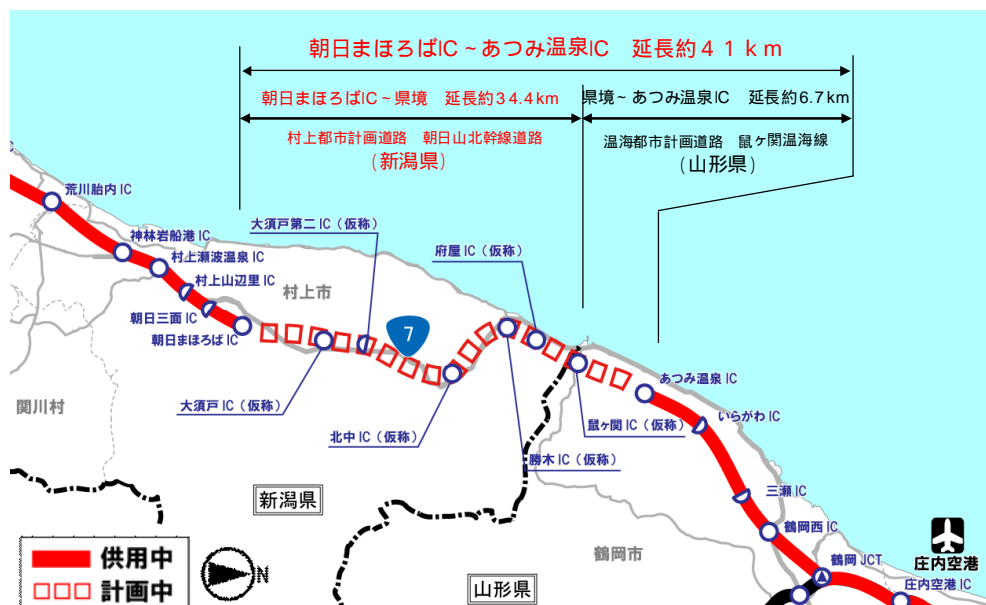 朝日まほろばIC～あつみ温泉IC　延長約４１ｋｍ
朝日まほろばIC～県境　延長約34.4km
県境～あつみ温泉IC　延長約6.7km
村上都市計画道路　朝日山北幹線道路
(新潟県)
温海都市計画道路　鼠ヶ関温海線
(山形県)
荒川胎内 IC
神林岩船港 IC
村上瀬波温泉 IC
村上山辺里 IC
朝日三面 IC
朝日まほろば IC
大須戸第二 IC（仮称）
府屋 IC（仮称）
村上市
7
あつみ温泉 IC
関川村
大須戸 IC（仮称）
いらがわ IC
北中 IC（仮称）
鼠ヶ関 IC（仮称）
勝木 IC（仮称）
新潟県
三瀬 IC
鶴岡西 IC
鶴岡市
鶴岡 JCT
庄内空港
庄内空港 IC
山形県
供用中
計画中
N